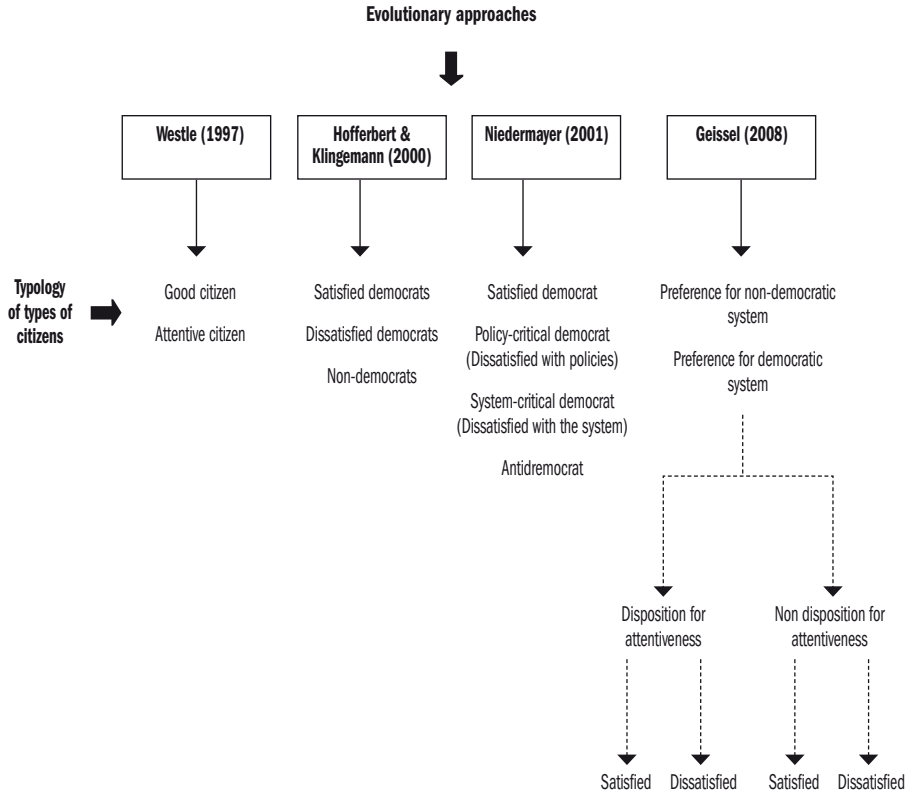 Evolutionary approaches
Westle (1997)
Hofferbert &
Klingemann (2000)
Niedermayer (2001)
Geissel (2008)
Typology
of types of
citizens
Good citizen
Attentive citizen
Satisfied democrats
Dissatisfied democrats
Non-democrats
Satisfied democrat
Policy-critical democrat
(Dissatisfied with policies)
System-critical democrat
(Dissatisfied with the system)
Antidremocrat
Preference for non-democratic
system
Preference for democratic
system
Disposition for
attentiveness
Non disposition for
attentiveness
Satisfied
Dissatisfied
Satisfied
Dissatisfied